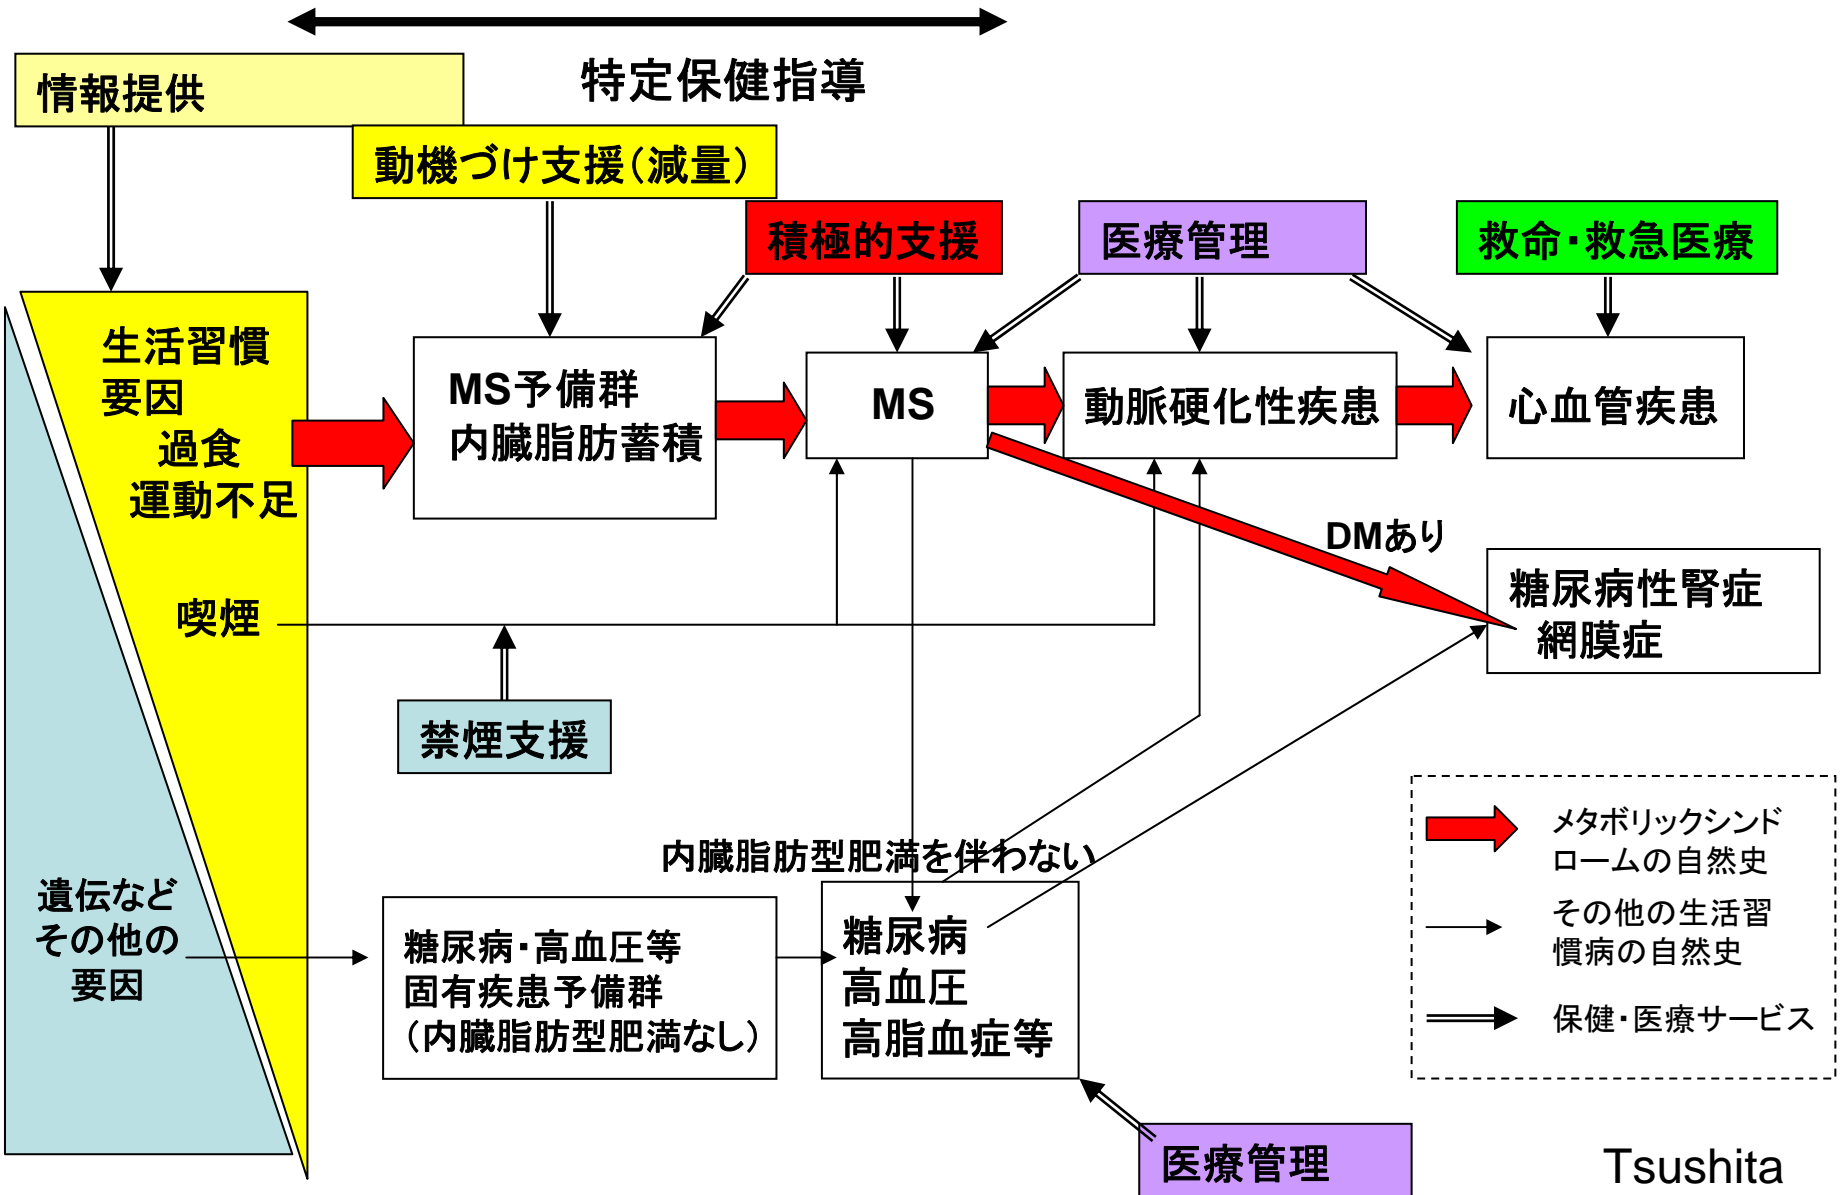 特定保健指導
情報提供
動機づけ支援（減量）
積極的支援
医療管理
救命・救急医療
生活習慣
要因
過食
運動不足
MS予備群
内臓脂肪蓄積
MS
動脈硬化性疾患
心血管疾患
DMあり
糖尿病性腎症
網膜症
喫煙
禁煙支援
内臓脂肪型肥満を伴わない
遺伝など
その他の
要因
糖尿病・高血圧等
固有疾患予備群
（内臓脂肪型肥満なし）
糖尿病
高血圧
高脂血症等
メタボリックシンド
ロームの自然史
その他の生活習
慣病の自然史
保健・医療サービス
医療管理
Tsushita